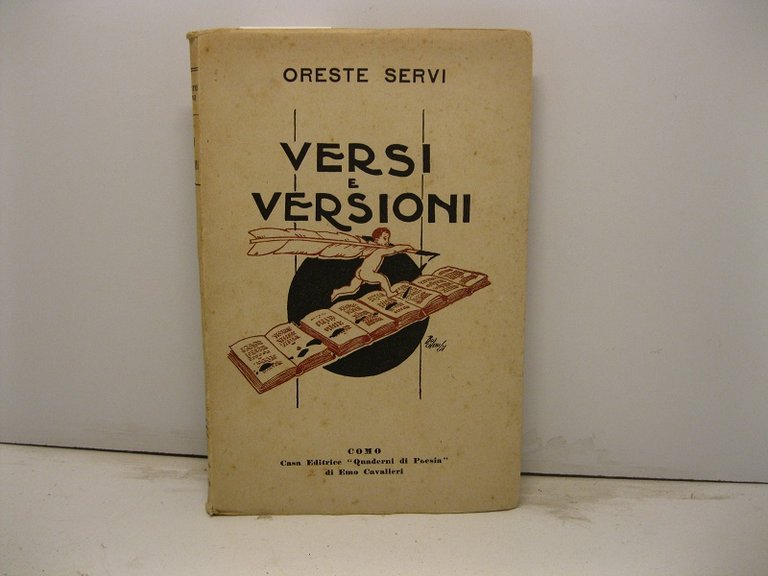 ORESTE SERVI
VERSI
E
VERSIONI
COMO
Casa Editrice "Quaderni di Poesia"
di Emo Cavalieri